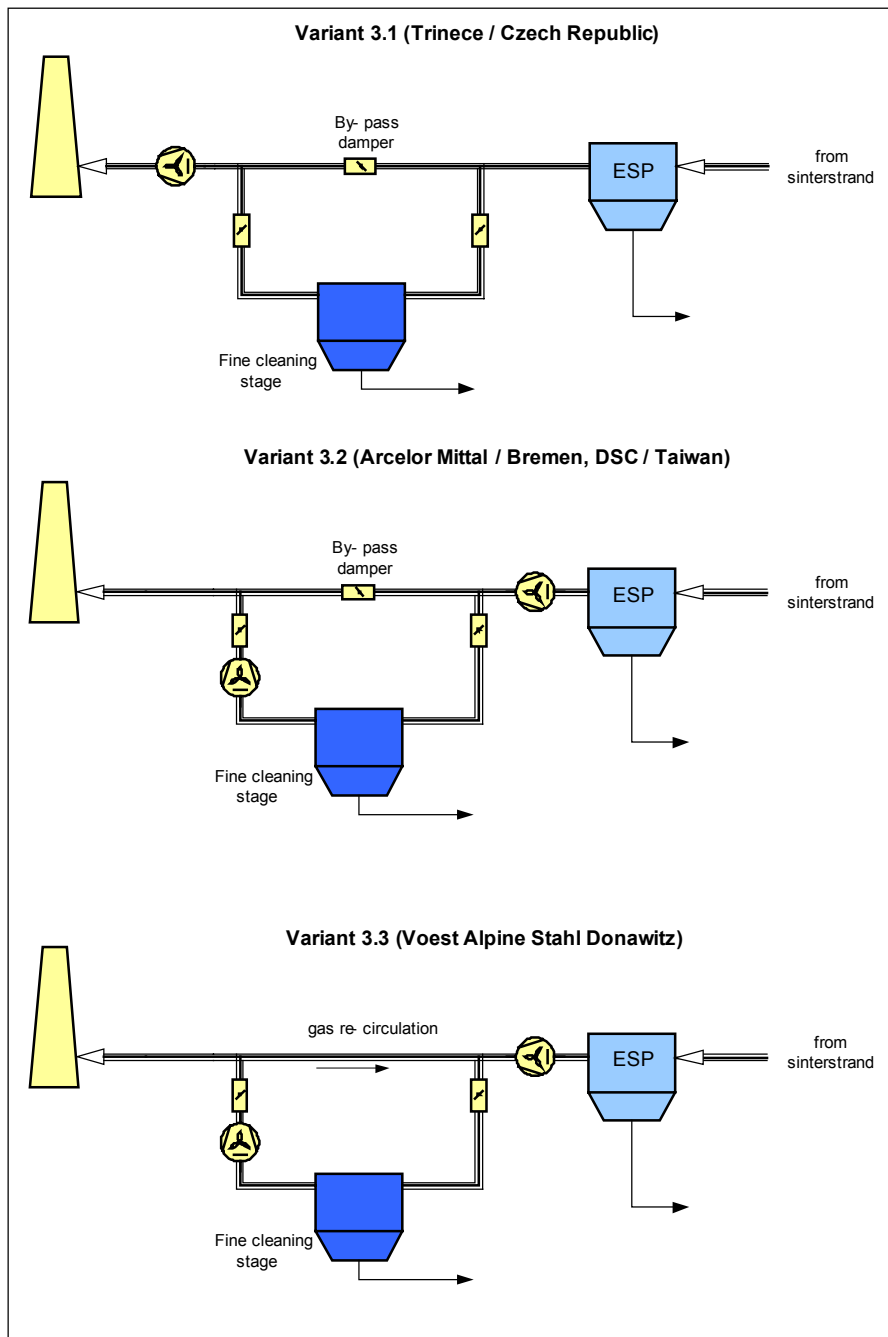 Variant 3.1 (Trinece / Czech Republic)
By- pass
damper
ESP
from
sinterstrand
Fine cleaning
stage
Variant 3.2 (Arcelor Mittal / Bremen, DSC / Taiwan)
By- pass
damper
ESP
from
sinterstrand
Fine cleaning
stage
Variant 3.3 (Voest Alpine Stahl Donawitz)
gas re- circulation
ESP
from
sinterstrand
Fine cleaning
stage